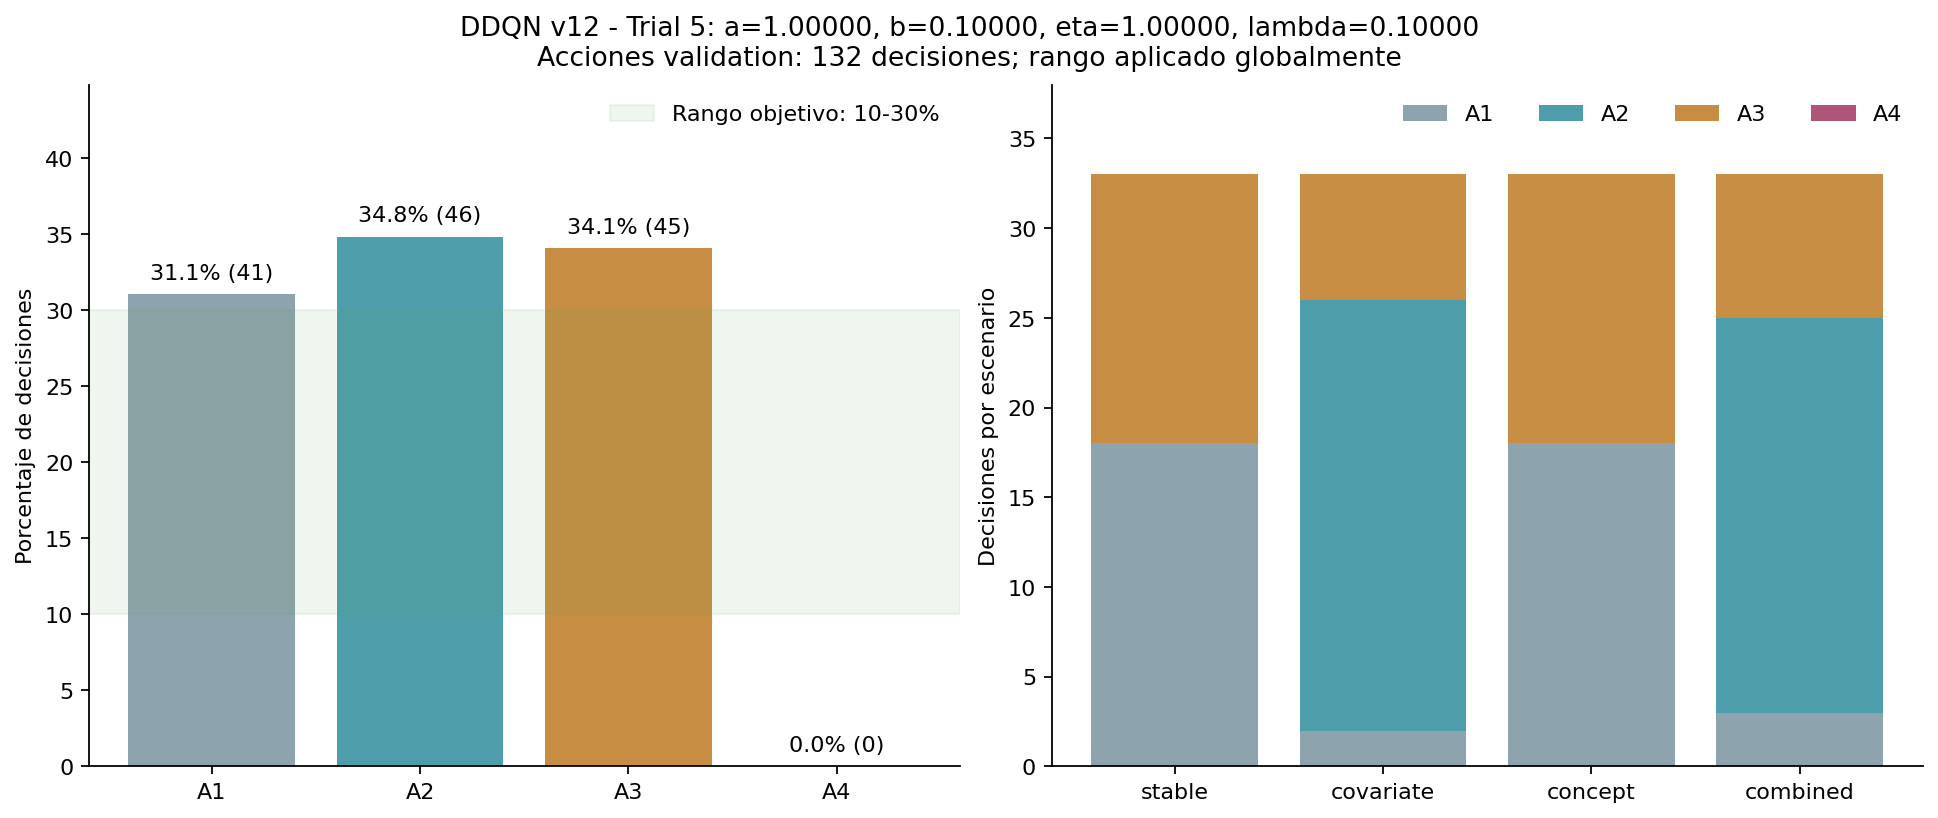 DDQN v12 - Trial 5: a=1.00000, b=0.10000, eta=1.00000, lambda=0.10000
Acciones validation: 132 decisiones; rango aplicado globalmente
Porcentaje de decisiones
Rango objetivo: 10-30%
40
35
30
25
20
15
10
5
0
31.1% (41)
34.8% (46)
34.1% (45)
0.0% (0)
A1
A2
A3
A4
Decisiones por escenario
A1 A2 A3 A4
35
30
25
20
15
10
5
0
stable
covariate
concept
combined